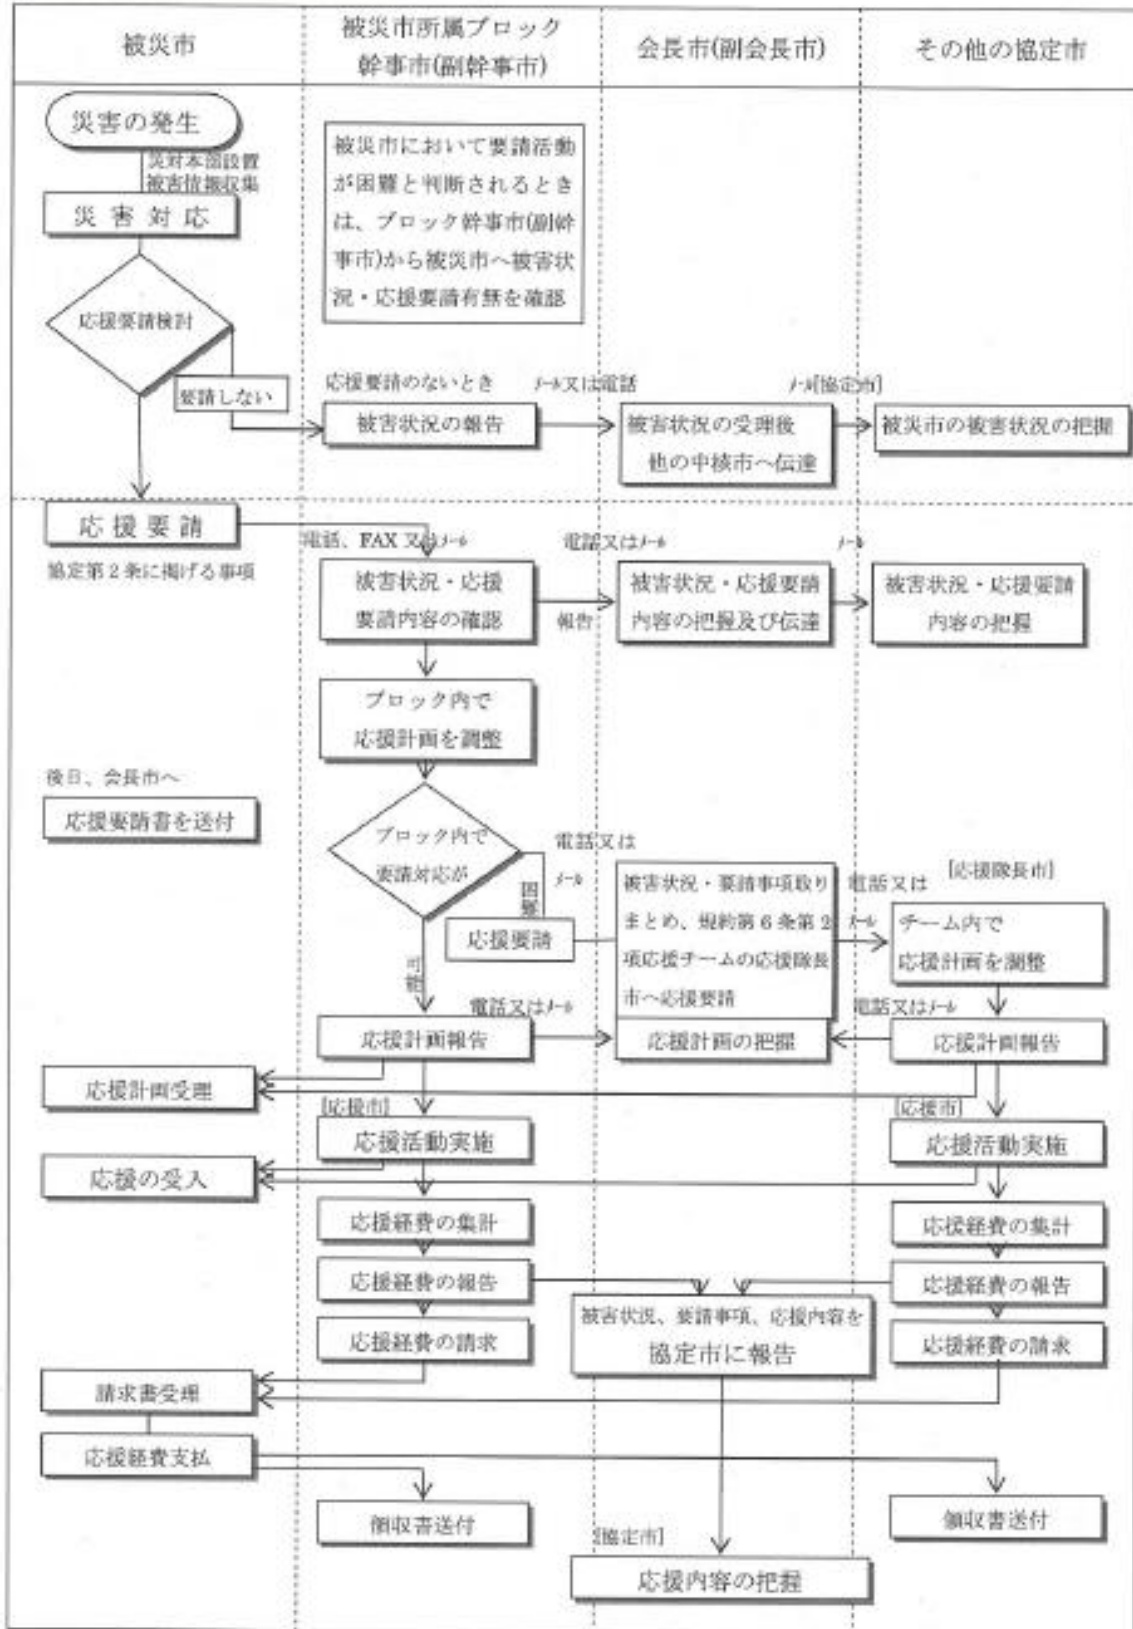 被災市
被災市所属ブロック
幹事市(副幹事市)
会長市(副会長市)
その他の協定市
災害の発生
災対本部設置
被害情報収集
災害対応
被災市において要請活動
が困難と判断されるとき
は、ブロック幹事市(副幹
事市)から被災市へ被害状
況・応援要請有無を確認
応援要請検討
要請しない
応援要請のないとき
メール又は電話
メール[協定市]
被害状況の報告
被害状況の受理後
他の中核市へ伝達
被災市の被害状況の把握
応援要請
協定第2条に掲げる事項
電話、FAX又はメール
電話又はメール
メール
被害状況・応援
要請内容の確認
報告
被害状況・応援要請
内容の把握及び伝達
被害状況・応援要請
内容の把握
ブロック内で
応援計画を調整
後日、会長市へ
応援要請書を送付
ブロック内で
要請対応が
困難
可能
電話又は
メール
応援要請
被害状況・要請事項取り
まとめ、規約第6条第2
項応援チームの応援隊長
市へ応援要請
電話又は
メール
[応援隊長市]
チーム内で
応援計画を調整
電話又はメール
電話又はメール
応援計画報告
応援計画の把握
応援計画報告
応援計画受理
[応援市]
[応援市]
応援活動実施
応援活動実施
応援の受入
応援経費の集計
応援経費の集計
応援経費の報告
応援経費の報告
被害状況、要請事項、応援内容を
協定市に報告
応援経費の請求
応援経費の請求
請求書受理
応援経費支払
領収書送付
領収書送付
[協定市]
応援内容の把握